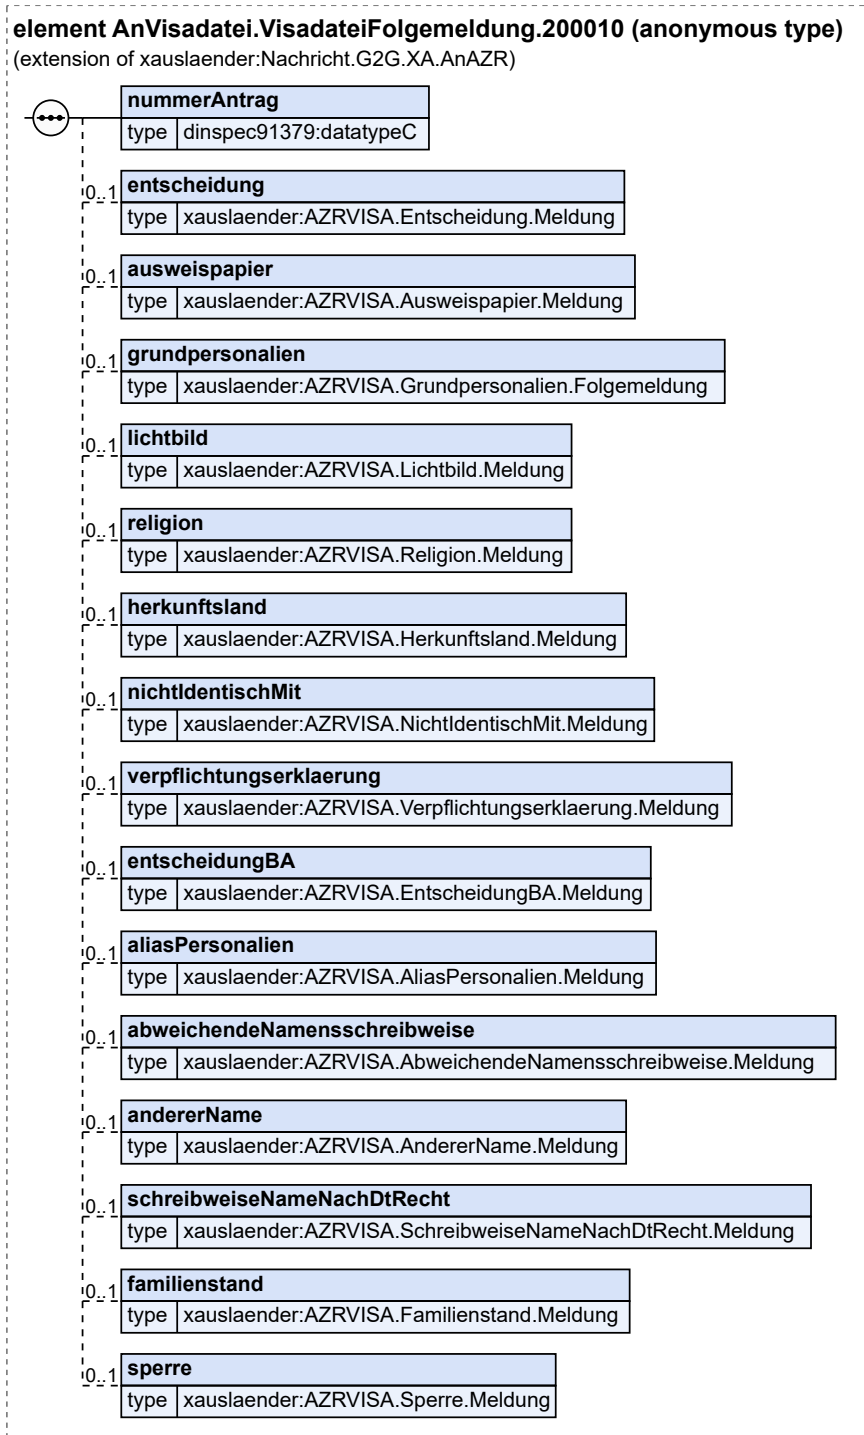 element AnVisadatei.VisadateiFolgemeldung.200010 (anonymous type)
(extension of xauslaender:Nachricht.G2G.XA.AnAZR)
nummerAntrag
type dinspec91379:datatypeC
0..1 entscheidung
type xauslaender:AZRVISA.Entscheidung.Meldung
0..1 ausweispapier
type xauslaender:AZRVISA.Ausweispapier.Meldung
0..1 grundpersonalien
type xauslaender:AZRVISA.Grundpersonalien.Folgemeldung
0..1 lichtbild
type xauslaender:AZRVISA.Lichtbild.Meldung
0..1 religion
type xauslaender:AZRVISA.Religion.Meldung
0..1 herkunftsland
type xauslaender:AZRVISA.Herkunftsland.Meldung
0..1 nichtIdentischMit
type xauslaender:AZRVISA.NichtIdentischMit.Meldung
0..1 verpflichtungserklaerung
type xauslaender:AZRVISA.Verpflichtungserklaerung.Meldung
0..1 entscheidungBA
type xauslaender:AZRVISA.EntscheidungBA.Meldung
0..1 aliasPersonalien
type xauslaender:AZRVISA.AliasPersonalien.Meldung
0..1 abweichendeNamensschreibweise
type xauslaender:AZRVISA.AbweichendeNamensschreibweise.Meldung
0..1 andererName
type xauslaender:AZRVISA.AndererName.Meldung
0..1 schreibweiseNameNachDtRecht
type xauslaender:AZRVISA.SchreibweiseNameNachDtRecht.Meldung
0..1 familienstand
type xauslaender:AZRVISA.Familienstand.Meldung
0..1 sperre
type xauslaender:AZRVISA.Sperre.Meldung